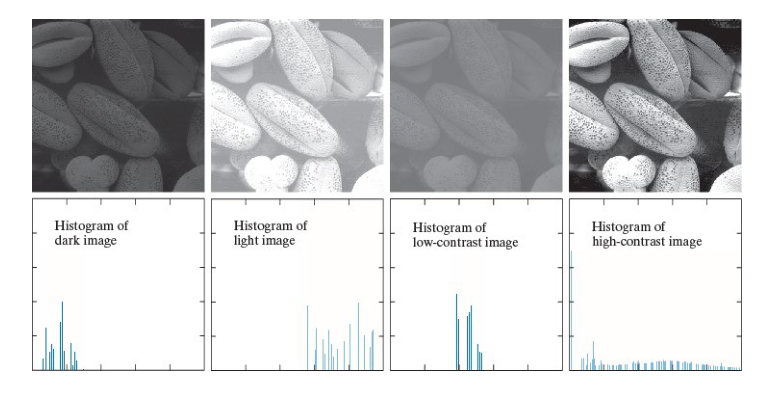 Histogram of
dark image
Histogram of
light image
Histogram of
low-contrast image
Histogram of
high-contrast image